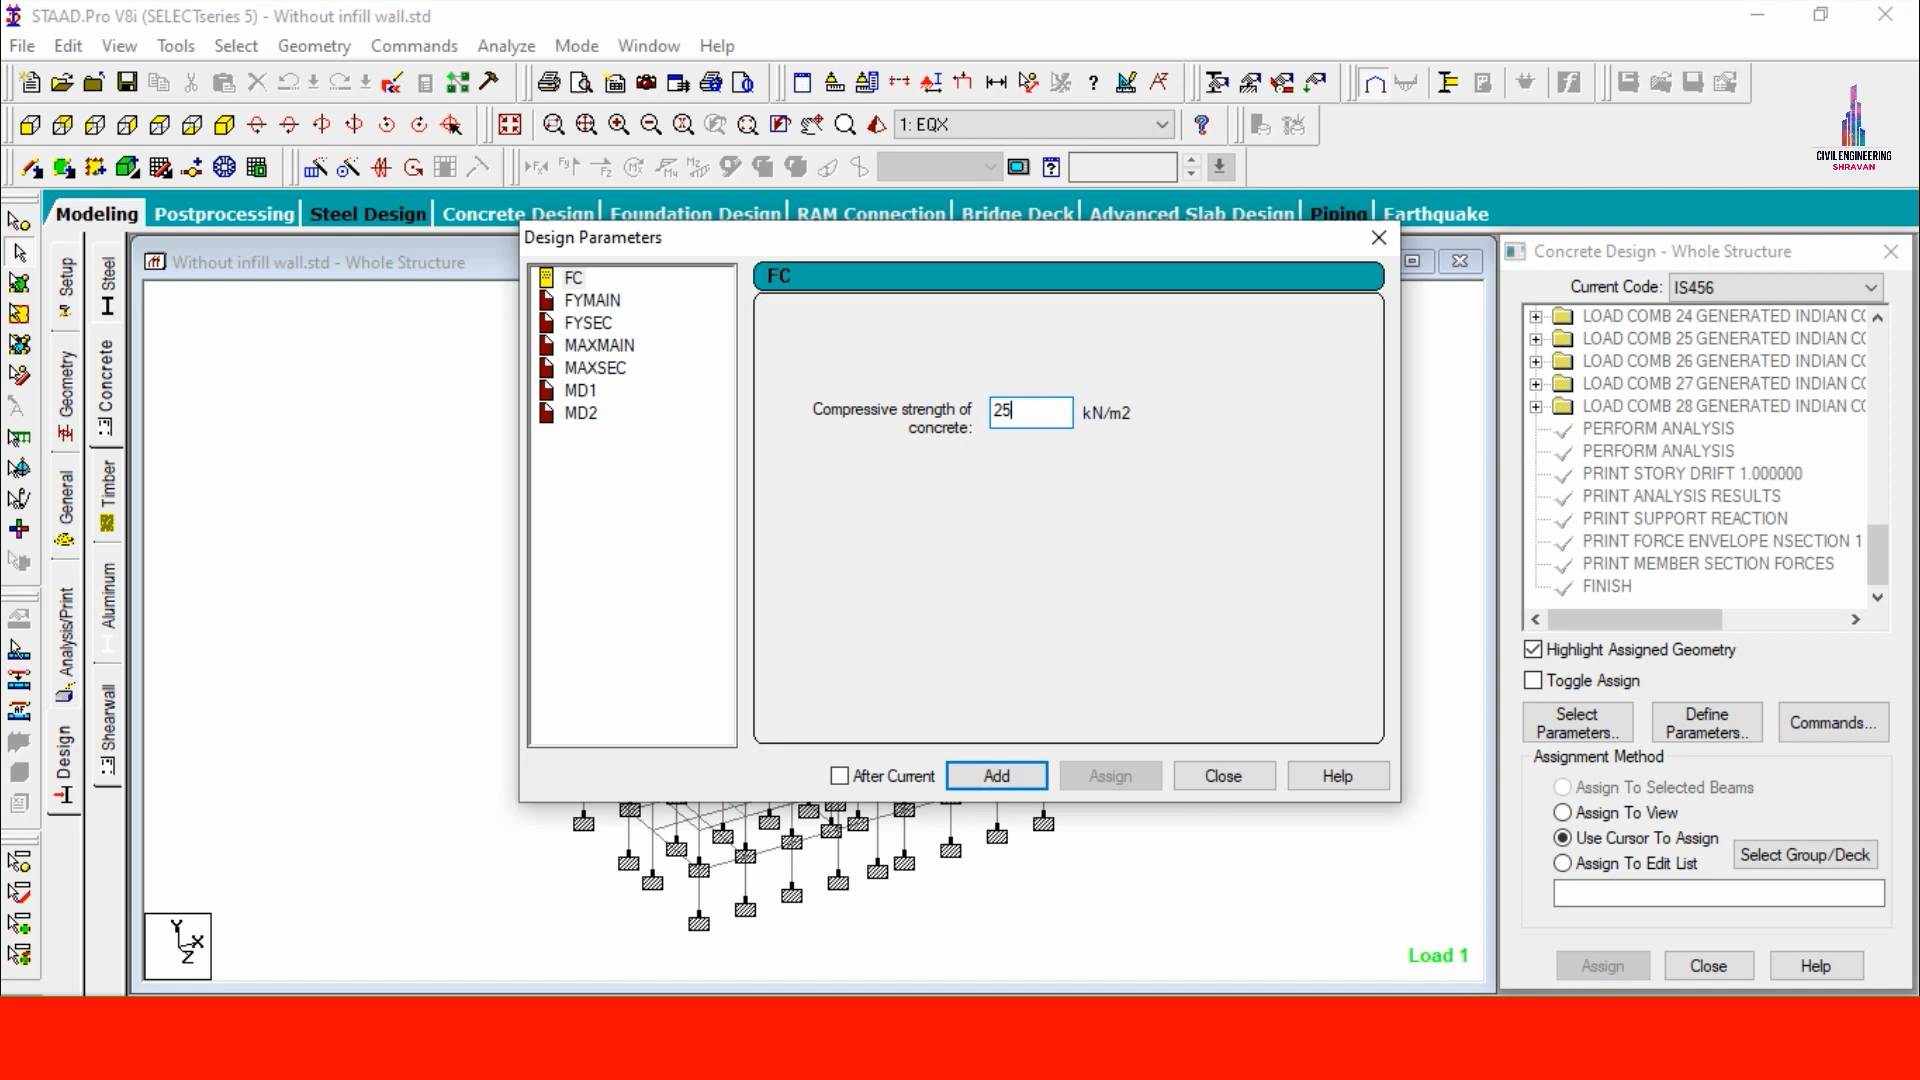 STAAD.Pro V8i (SELECTseries 5) - Without infill wall.std
File Edit View Tools Select Geometry Commands Analyze Mode Window Help
1: EQX
CIVIL ENGINEERING
SHRAVAN
Modeling Postprocessing Steel Design Concrete Design Foundation Design RAM Connection Bridge Deck Advanced Slab Design Piping Earthquake
Setup
Geometry
General
Analysis/Print
Design
Steel
Concrete
Timber
Aluminum
Shearwall
Without infill wall.std - Whole Structure
Design Parameters
FC
FYMAIN
FYSEC
MAXMAIN
MAXSEC
MD1
MD2
FC
Compressive strength of
concrete:
25
kN/m2
After Current
Add
Assign
Close
Help
Load 1
Y
X
Z
Concrete Design - Whole Structure
Current Code: IS456
LOAD COMB 24 GENERATED INDIAN CO
LOAD COMB 25 GENERATED INDIAN CO
LOAD COMB 26 GENERATED INDIAN CO
LOAD COMB 27 GENERATED INDIAN CO
LOAD COMB 28 GENERATED INDIAN CO
PERFORM ANALYSIS
PERFORM ANALYSIS
PRINT STORY DRIFT 1.000000
PRINT ANALYSIS RESULTS
PRINT SUPPORT REACTION
PRINT FORCE ENVELOPE NSECTION 1
PRINT MEMBER SECTION FORCES
FINISH
Highlight Assigned Geometry
Toggle Assign
Select
Parameters..
Define
Parameters..
Commands...
Assignment Method
Assign To Selected Beams
Assign To View
Use Cursor To Assign
Assign To Edit List
Select Group/Deck
Assign
Close
Help